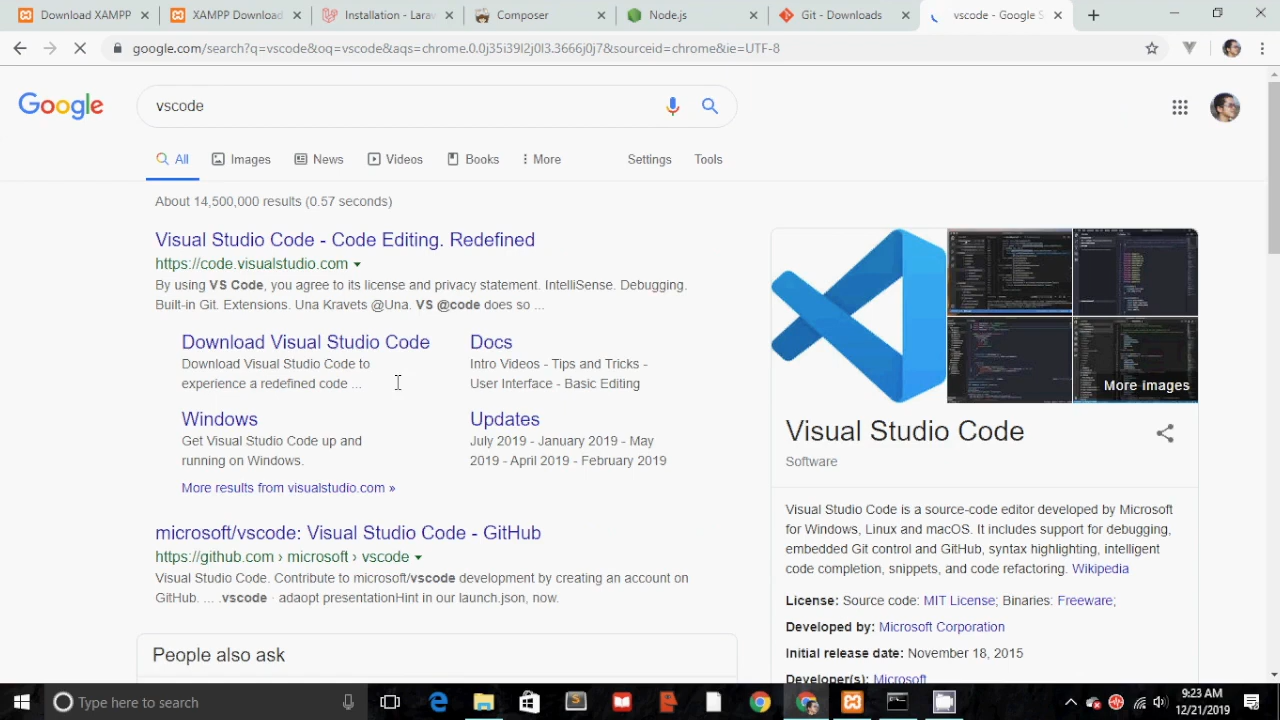 Download XAMPP
XAMPP Download
Installation - Larav
Composer
Node.js
Git - Downloads
vscode - Google S
google.com/search?q=vscode&oq=vscode&aqs=chrome.0.0j35i39l2j0l3.3666j0j7&sourceid=chrome&ie=UTF-8
Google
vscode
All
Images
News
Videos
Books
More
Settings
Tools
About 14,500,000 results (0.57 seconds)
Visual Studio Code - Code Editing. Redefined
https://code.visual
By using VS Code, you agree to its license and privacy statement. IntelliSense. Debugging.
Built-in Git. Extensions. Una Kravets @Una. VS @code does so
Download Visual Studio Code
Download Visual Studio Code to
experience a redefined code ...
Docs
Intro Videos - Tips and Tricks -
User Interface - Basic Editing
Windows
Get Visual Studio Code up and
running on Windows.
Updates
July 2019 - January 2019 - May
2019 - April 2019 - February 2019
More results from visualstudio.com »
microsoft/vscode: Visual Studio Code - GitHub
https://github.com › microsoft › vscode
Visual Studio Code. Contribute to microsoft/vscode development by creating an account on
GitHub. ... .vscode · adaopt presentationHint in our launch.json, now.
People also ask
More images
Visual Studio Code
Software
Visual Studio Code is a source-code editor developed by Microsoft
for Windows, Linux and macOS. It includes support for debugging,
embedded Git control and GitHub, syntax highlighting, intelligent
code completion, snippets, and code refactoring. Wikipedia
License: Source code: MIT License; Binaries: Freeware;
Developed by: Microsoft Corporation
Initial release date: November 18, 2015
Developer(s): Microsoft
Type here to search
9:23 AM
12/21/2019